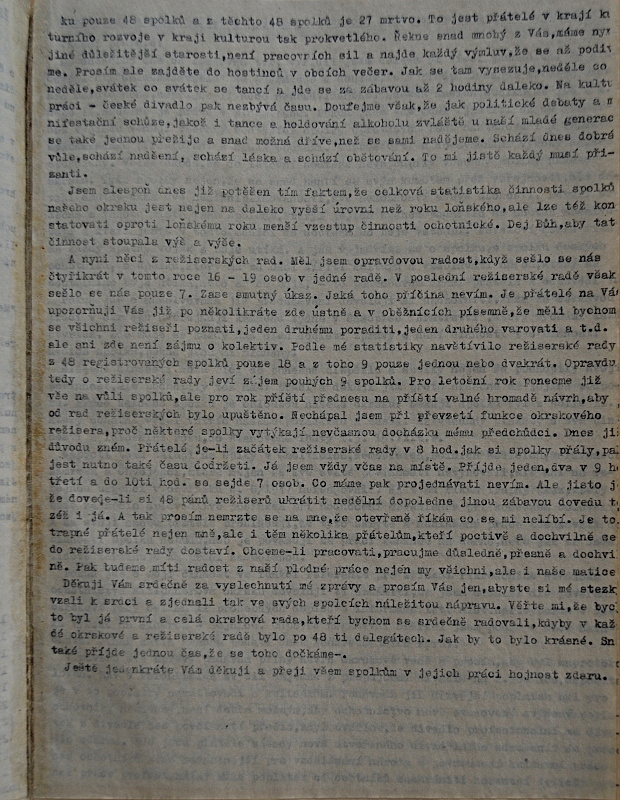 ku pouze 48 spolků a z těchto 48 spolků je 27 mrtvo. To jest přátelé v krají ku
turního rozvoje v kraji kulturou tak prokvetlého. Řekne snad mnohý z Vás, máme nyn
jiné důležitější starosti, není pracovních sil a najde každý výmluv, že se až podiv
me. Prosím ale zajděte do hostinců v obcích večer. Jak se tam vysezuje, neděle co
neděle, svátek co svátek se tancí a jde se za zábavou až 2 hodiny daleko. Na kultu
práci - české divadlo pak nezbývá času. Doufejme však, že jak politické debaty a m
nifestační schůze, jakož i tance a holdování alkoholu zvláště u naší mladé generac
se také jednou přežije a snad možná dříve, než se sami nadějeme. Schází dnes dobrá
vůle, schází nadšení, schází láska a schází obětování. To mi jistě každý musí při-
znati.
Jsem alespoň dnes již potěžen tím faktem, že celková statistika činnosti spolků
našeho okrsku jest nejen na daleko vyšší úrovni než roku loňského, ale lze též kon
statovati oproti loňskému roku menší vzestup činnosti ochotnické. Dej Bůh, aby tat
činnost stoupala výš a výše.
A nyní něci z režiserských rad. Měl jsem opravdovou radost, když sešlo se nás
čtyřikrát v tomto roce 16 - 19 osob v jedné radě. V poslední režiserské radě však
sešlo se nás pouze 7. Zase smutný úkaz. Jaká toho příčina nevím. Je přátelé na Vás
upozorňuji Vás již po několikráte zde ústně a v oběžnících písemně, že měli bychom
se všichni režiseři poznati, jeden druhému poraditi, jeden druhého varovati a t.d.
ale ani zde není zájmu o kolektiv. Podle mé statistiky navštívilo režiserské rady
z 48 registrovaných spolků pouze 18 a z toho 9 pouze jednou nebo dvakrát. Opravdu
tedy o režiserské rady jeví zájem pouhých 9 spolků. Pro letošní rok ponecme již
vše na vůli spolků, ale pro rok příští přednesu na příští valné hromadě návrh, aby
od rad režiserských bylo upuštěno. Nechápal jsem při převzetí funkce okrskového
režisera, proč některé spolky vytýkají nevčasnou docházku mému předchůdci. Dnes již
důvodu znám. Přátelé je-li začátek režiserské rady v 8 hod. jak si spolky přály, pa
jest nutno také času dodržeti. Já jsem vždy včas na místě. Příjde jeden, dva v 9 h
třetí a do 10ti hod. se sejde 7 osob. Co máme pak projednávati nevím. Ale jisto j
že dovede-li si 48 pánů režiserů ukrátit nedělní dopoledne jinou zábavou dovedu t
zéž i já. A tak prosím nemrzte se na mne, že otevřeně říkám co se mi nelíbí. Je to
trapné přátelé nejen mně, ale i těm několika přátelům, kteří poctivě a dochvilně se
do režiserské rady dostaví. Chceme-li pracovati, pracujme důsledně, přesně a dochvi
ně. Pak budeme míti radost z naší plodné práce nejen my všichni, ale i naše matice
Děkuji Vám srdečně za vyslechnutí mé zprávy a prosím Vás jen, abyste si mé stezk
vzali k srdci a zjednali tak ve svých spolcích náležitou nápravu. Věřte mi, že byc
to byl já první a celá okrsková rada, kteří bychom se srdečně radovali, kdyby v kaž
dé okrskové a režiserské radě bylo po 48 ti delegátech. Jak by to bylo krásné. Sn
také příjde jednou čas, že se toho dočkáme-.
Ještě jedenkráte Vám děkuji a přeji všem spolkům v jejich práci hojnost zdaru.